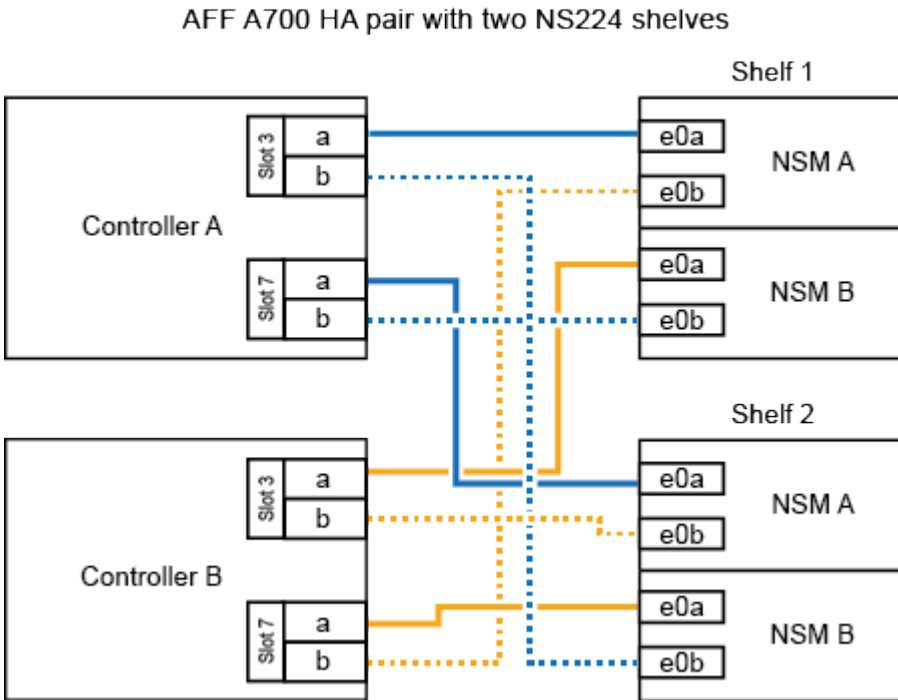 AFF A700 HA pair with two NS224 shelves
Shelf 1
Controller A
Slot 3
a
b
Slot 7
a
b
e0a
e0b
NSM A
e0a
e0b
NSM B
Shelf 2
Controller B
Slot 3
a
b
Slot 7
a
b
e0a
e0b
NSM A
e0a
e0b
NSM B